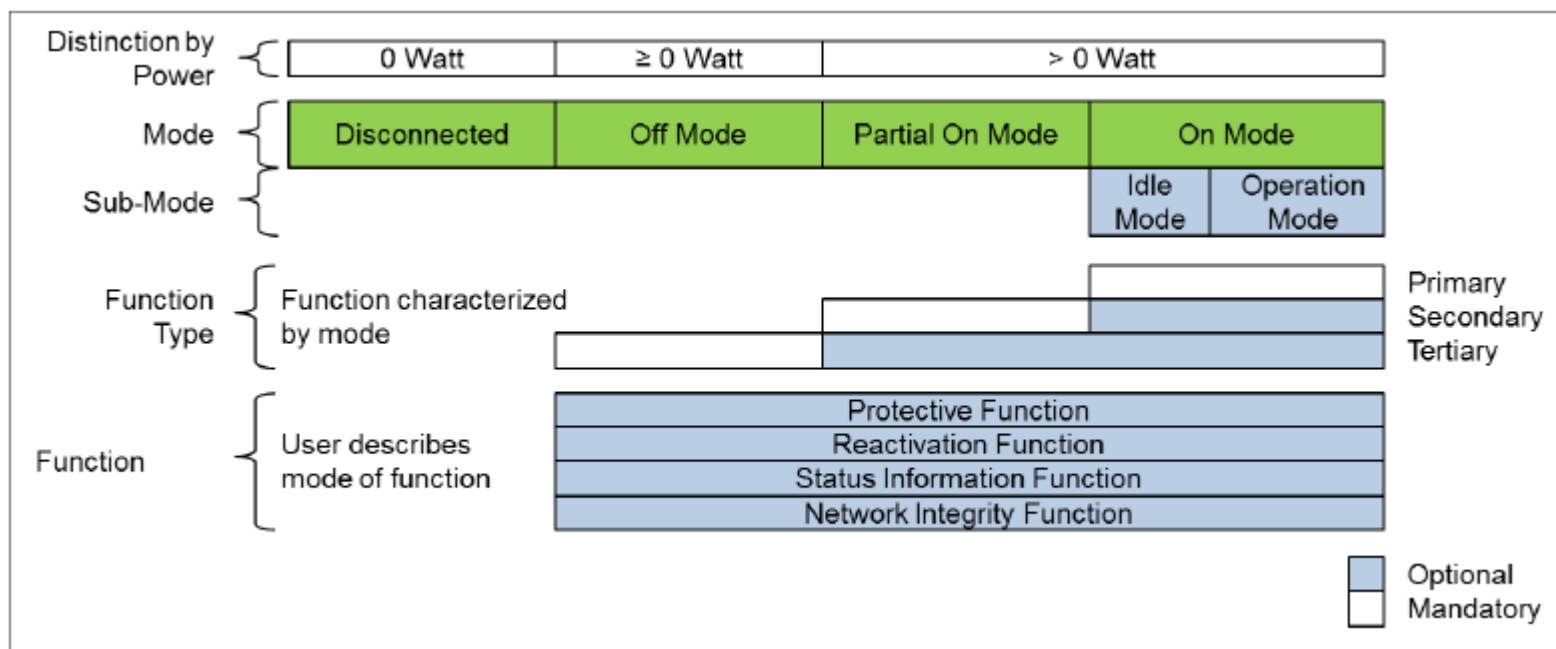 Distinction by
Power
0 Watt
≥ 0 Watt
> 0 Watt
Mode
Disconnected
Off Mode
Partial On Mode
On Mode
Sub-Mode
Idle
Mode
Operation
Mode
Function
Type
Function characterized
by mode
Primary
Secondary
Tertiary
Function
User describes
mode of function
Protective Function
Reactivation Function
Status Information Function
Network Integrity Function
Optional
Mandatory